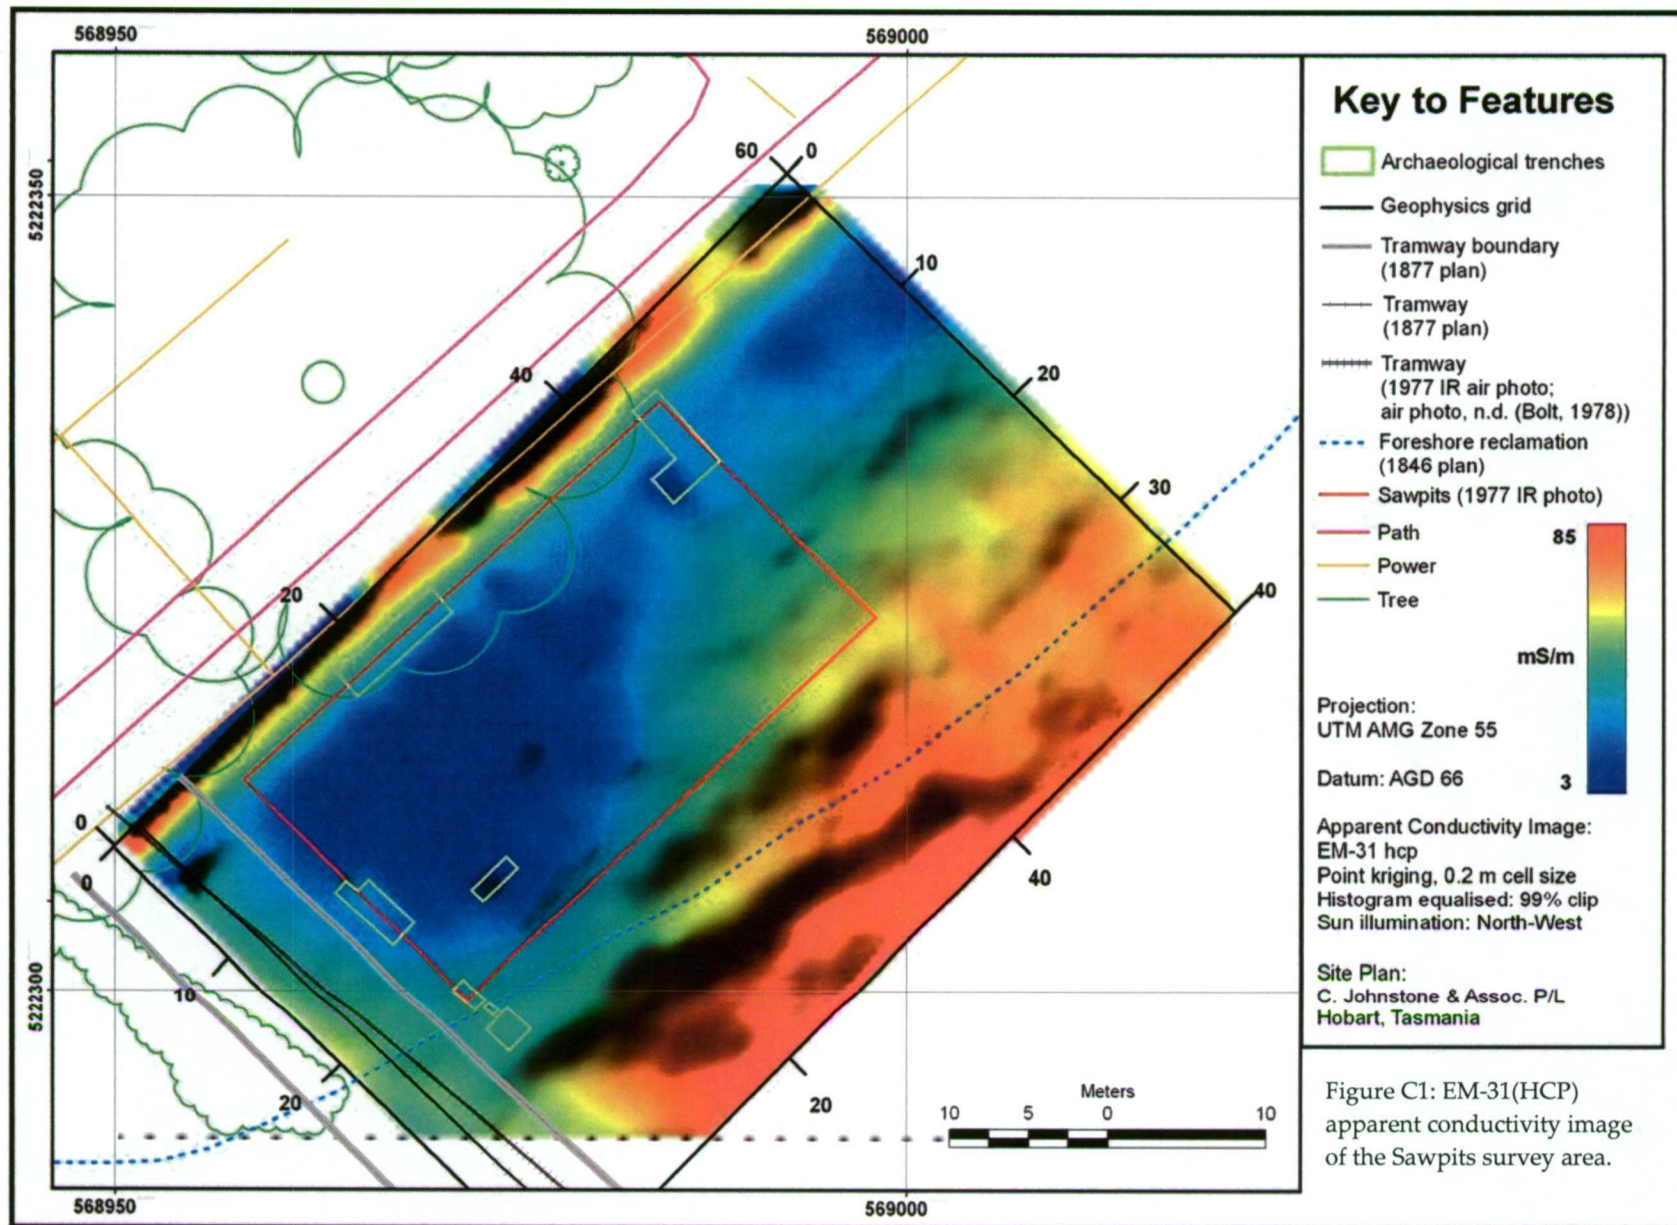 568950
569000
5222350
5222300
60
0
10
20
30
40
40
20
0
0
10
20
40
20
Meters
10 5 0 10
568950
569000
Key to Features
Archaeological trenches
Geophysics grid
Tramway boundary
(1877 plan)
Tramway
(1877 plan)
Tramway
(1977 IR air photo;
air photo, n.d. (Bolt, 1978))
Foreshore reclamation
(1846 plan)
Sawpits (1977 IR photo)
Path
Power
Tree
85
mS/m
3
Projection:
UTM AMG Zone 55
Datum: AGD 66
Apparent Conductivity Image:
EM-31 hcp
Point kriging, 0.2 m cell size
Histogram equalised: 99% clip
Sun illumination: North-West
Site Plan:
C. Johnstone & Assoc. P/L
Hobart, Tasmania
Figure C1: EM-31(HCP)
apparent conductivity image
of the Sawpits survey area.